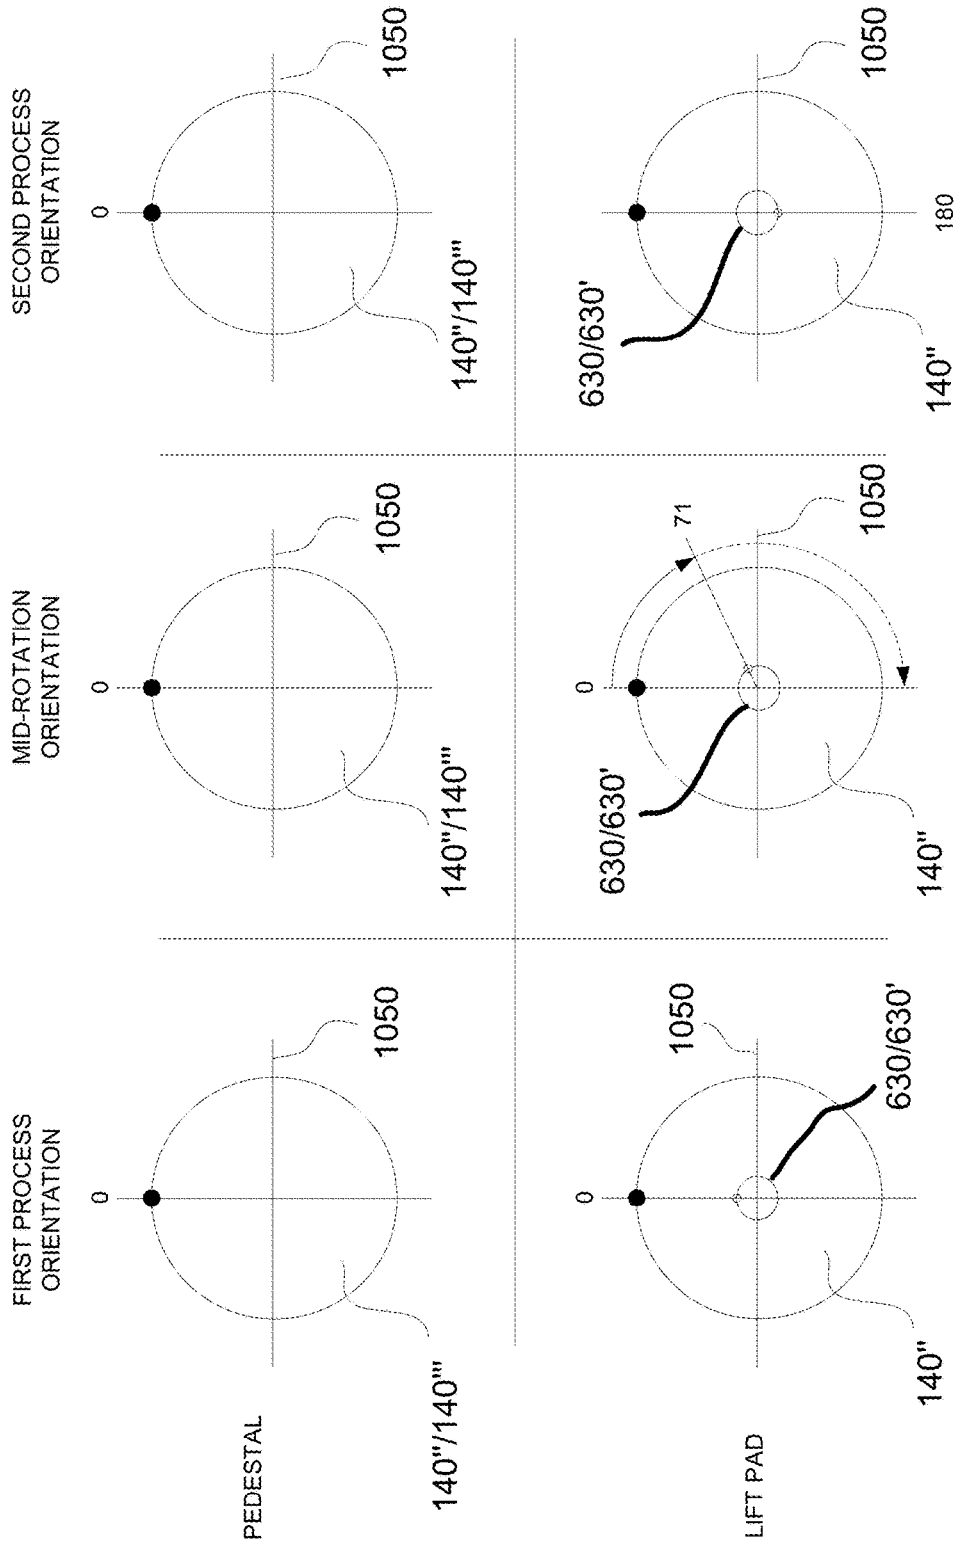 FIRST PROCESS
ORIENTATION
MID-ROTATION
ORIENTATION
SECOND PROCESS
ORIENTATION
0
0
0
PEDESTAL
1050
1050
1050
140"/140"'
140"/140"'
140"/140"'
0
0
630/630'
630/630'
1050
71
LIFT PAD
630/630'
1050
1050
140"
140"
140"
180